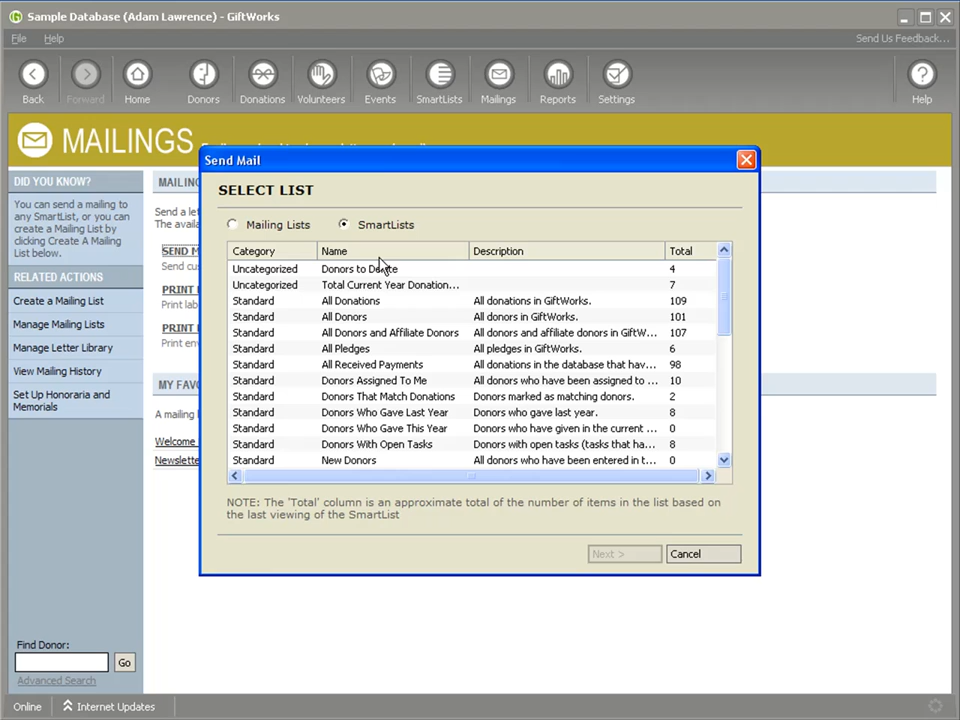 Sample Database (Adam Lawrence) - GiftWorks
File Help Send Us Feedback...
Back Forward Home Donors Donations Volunteers Events SmartLists Mailings Reports Settings Help
MAILINGS
DID YOU KNOW?
You can send a mailing to
any SmartList, or you can
create a Mailing List by
clicking Create A Mailing
List below.
RELATED ACTIONS
Create a Mailing List
Manage Mailing Lists
Manage Letter Library
View Mailing History
Set Up Honoraria and
Memorials
Find Donor:
Go
Advanced Search
MAILIN
Send a le
The avail
SEND M
Send cus
PRINT
Print labe
PRINT
Print env
MY FAVO
A mailing
Welcome
Newslette
Send Mail
SELECT LIST
Mailing Lists SmartLists
Category Name Description Total
Uncategorized Donors to Delete 4
Uncategorized Total Current Year Donation... 7
Standard All Donations All donations in GiftWorks. 109
Standard All Donors All donors in GiftWorks. 101
Standard All Donors and Affiliate Donors All donors and affiliate donors in GiftW... 107
Standard All Pledges All pledges in GiftWorks. 6
Standard All Received Payments All donations in the database that hav... 98
Standard Donors Assigned To Me All donors who have been assigned to ... 10
Standard Donors That Match Donations Donors marked as matching donors. 2
Standard Donors Who Gave Last Year Donors who gave last year. 8
Standard Donors Who Gave This Year Donors who have given in the current ... 0
Standard Donors With Open Tasks Donors with open tasks (tasks that ha... 8
Standard New Donors All donors who have been entered in t... 0
NOTE: The 'Total' column is an approximate total of the number of items in the list based on
the last viewing of the SmartList
Next > Cancel
Online Internet Updates